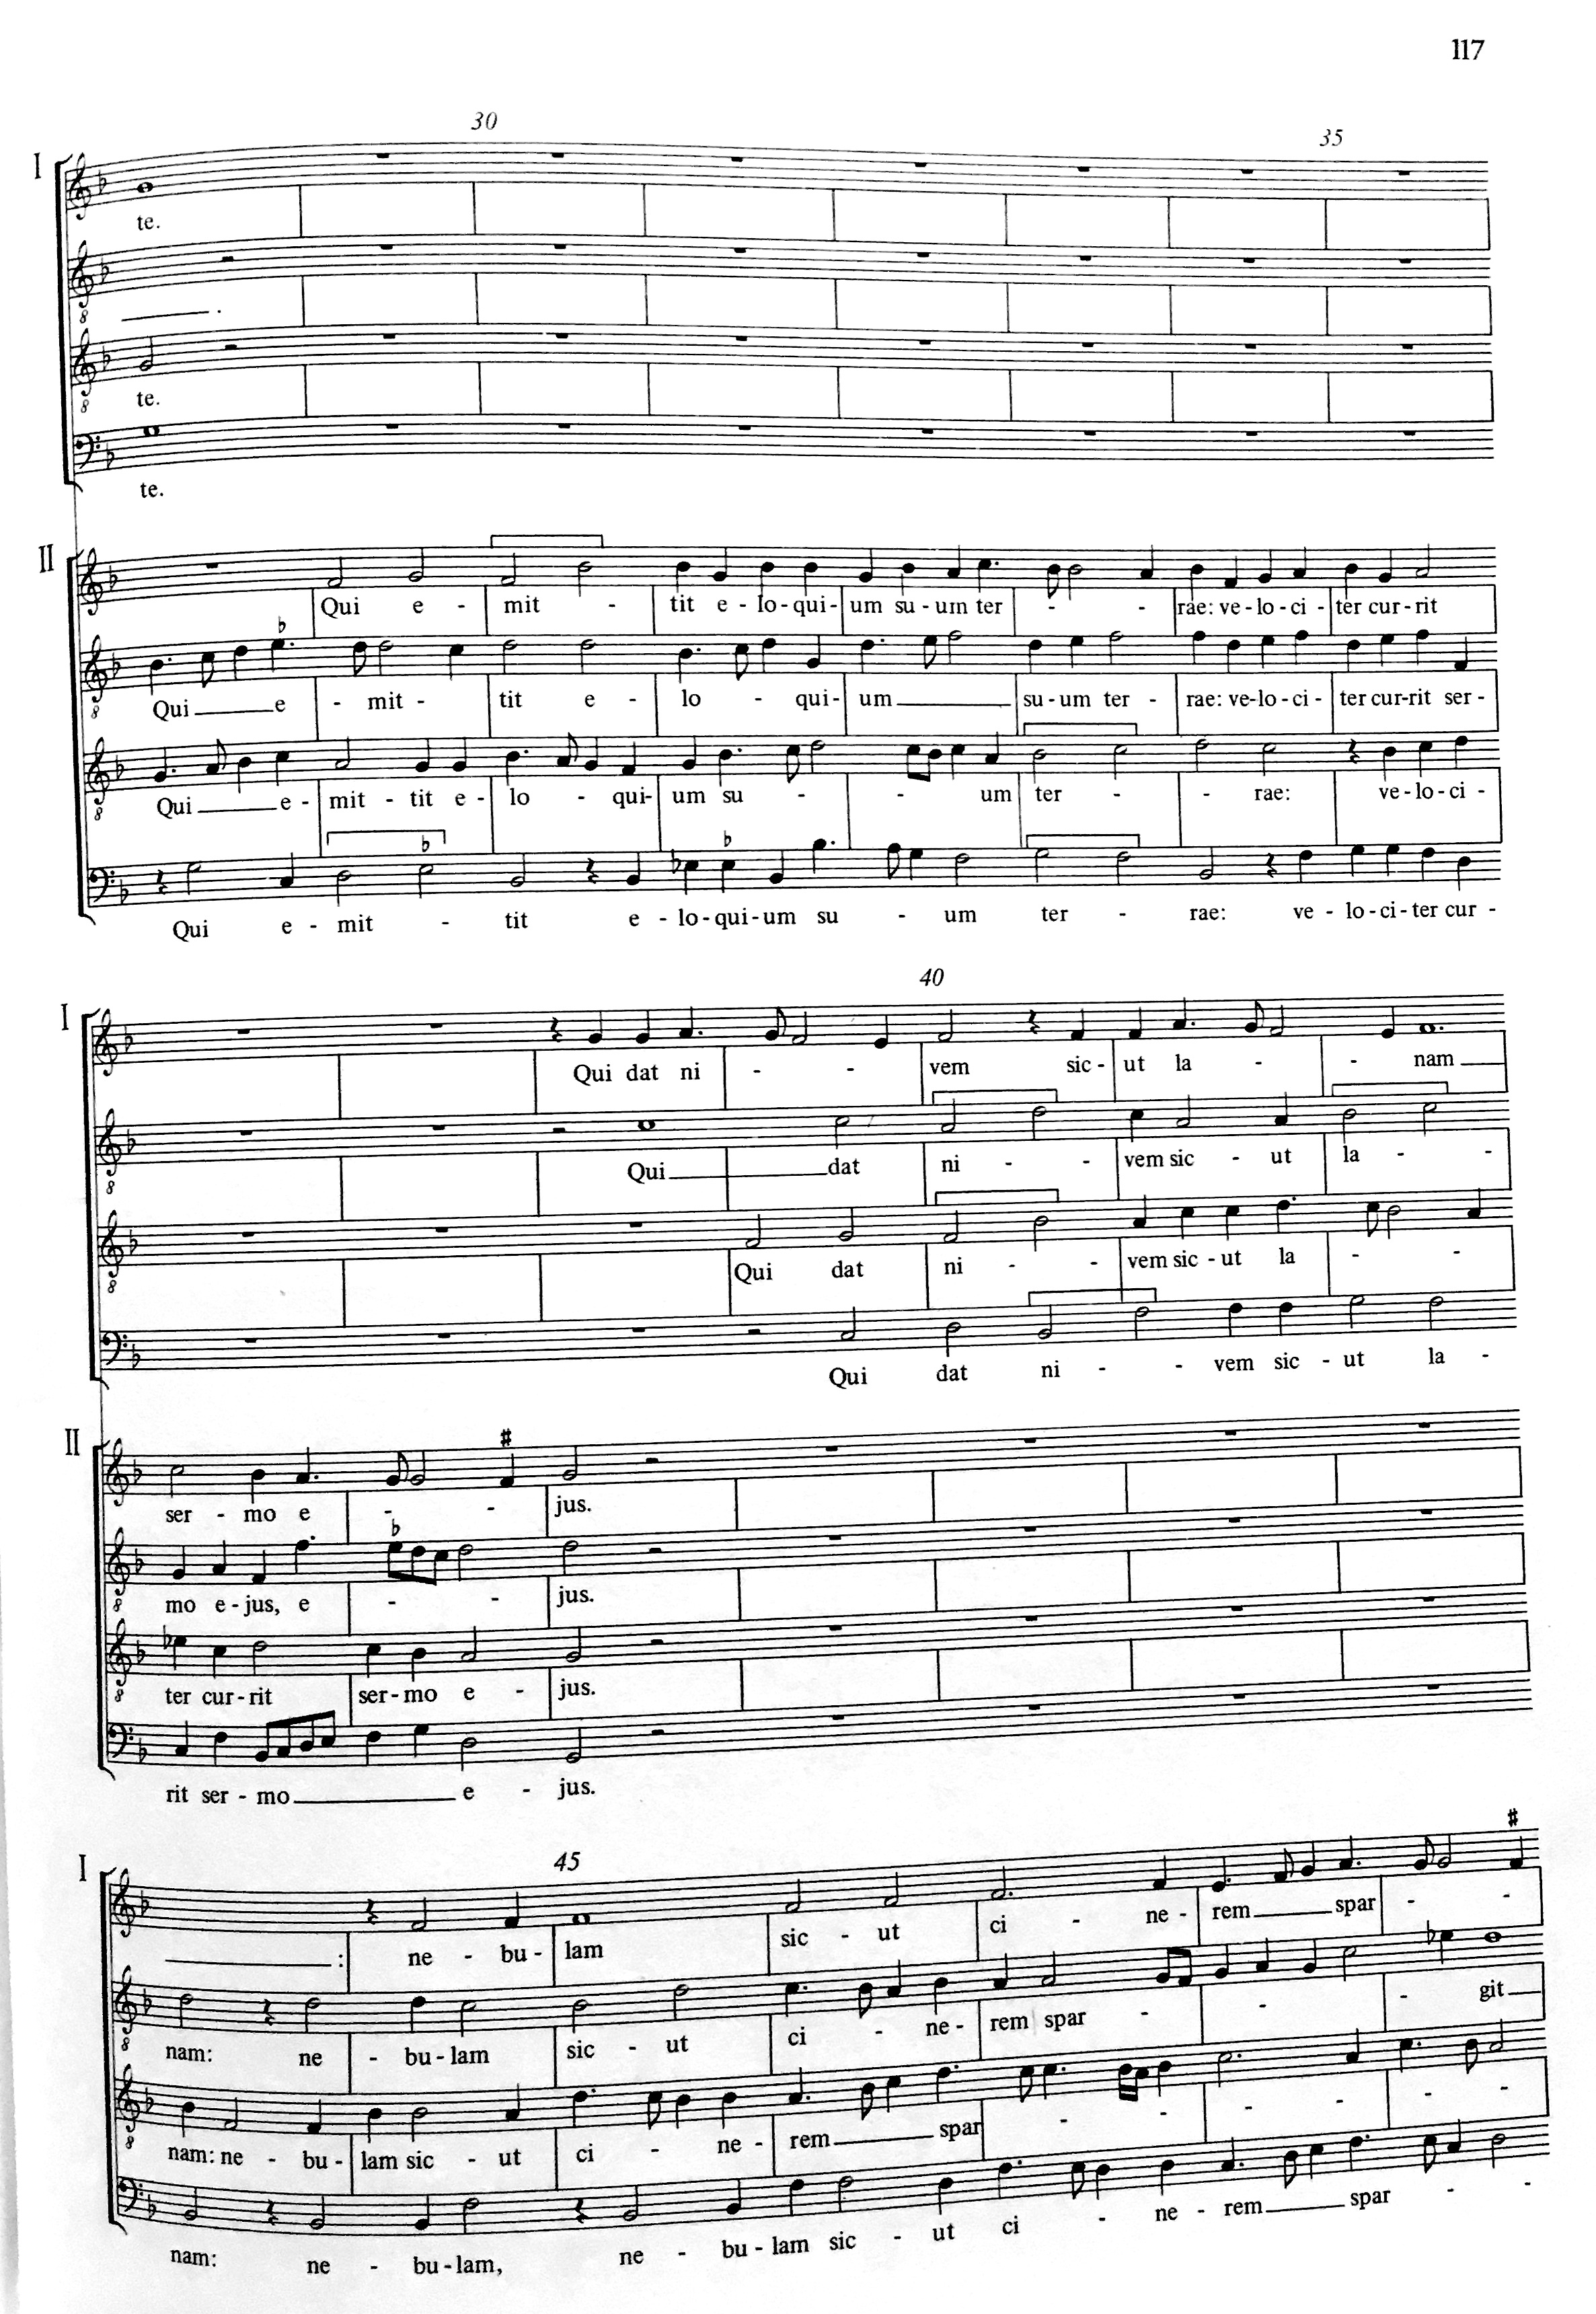 117
30
35
I
te.
.
te.
te.
II
Qui e - mit - tit e - lo - qui - um su - um ter - - rae: ve - lo - ci - ter cur - rit
Qui e - mit - tit e - lo - qui - um su - um ter - rae: ve - lo - ci - ter cur - rit ser -
Qui e - mit - tit e - lo - qui - um su - - um ter - - rae: ve - lo - ci -
Qui e - mit - tit e - lo - qui - um su - um ter - rae: ve - lo - ci - ter cur -
40
I
Qui dat ni - - vem sic - ut la - - nam
Qui dat ni - - vem sic - ut la - -
Qui dat ni - - vem sic - ut la - -
Qui dat ni - - vem sic - ut la -
II
ser - mo e - - jus.
mo e - jus, e - - jus.
ter cur - rit ser - mo e - jus.
rit ser - mo e - jus.
45
I
: ne - bu - lam sic - ut ci - ne - rem spar - -
nam: ne - bu - lam sic - ut ci - ne - rem spar - - - git
nam: ne - bu - lam sic - ut ci - ne - rem spar - - - - - -
nam: ne - bu - lam, ne - bu - lam sic - ut ci - ne - rem spar - -